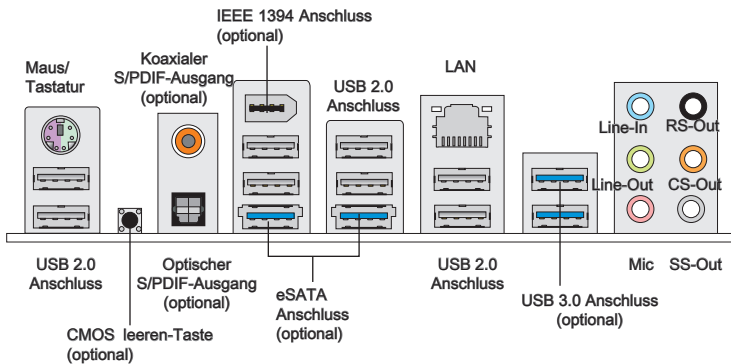 IEEE 1394 Anschluss
(optional)
Koaxialer
S/PDIF-Ausgang
(optional)
Maus/
Tastatur
USB 2.0
Anschluss
LAN
Line-In
RS-Out
Line-Out
CS-Out
USB 2.0
Anschluss
Optischer
S/PDIF-Ausgang
(optional)
eSATA
Anschluss
(optional)
USB 2.0
Anschluss
USB 3.0 Anschluss
(optional)
Mic
SS-Out
CMOS leeren-Taste
(optional)